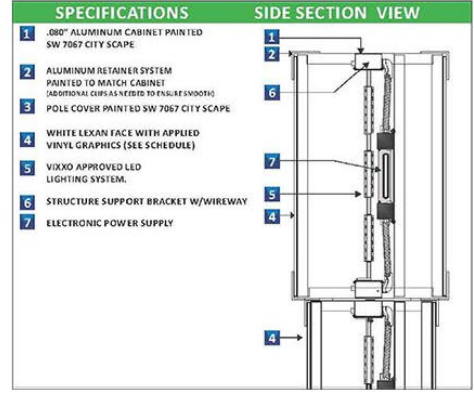 SPECIFICATIONS
SIDE SECTION VIEW
1 .080" ALUMINUM CABINET PAINTED
SW 7067 CITY SCAPE
2 ALUMINUM RETAINER SYSTEM
PAINTED TO MATCH CABINET
(ADDITIONAL CLIPS AS NEEDED TO ENSURE SMOOTH)
3 POLE COVER PAINTED SW 7067 CITY SCAPE
4 WHITE LEXAN FACE WITH APPLIED
VINYL GRAPHICS (SEE SCHEDULE)
5 VIXXO APPROVED LED
LIGHTING SYSTEM.
6 STRUCTURE SUPPORT BRACKET W/WIREWAY
7 ELECTRONIC POWER SUPPLY
1
2
6
7
5
4
4